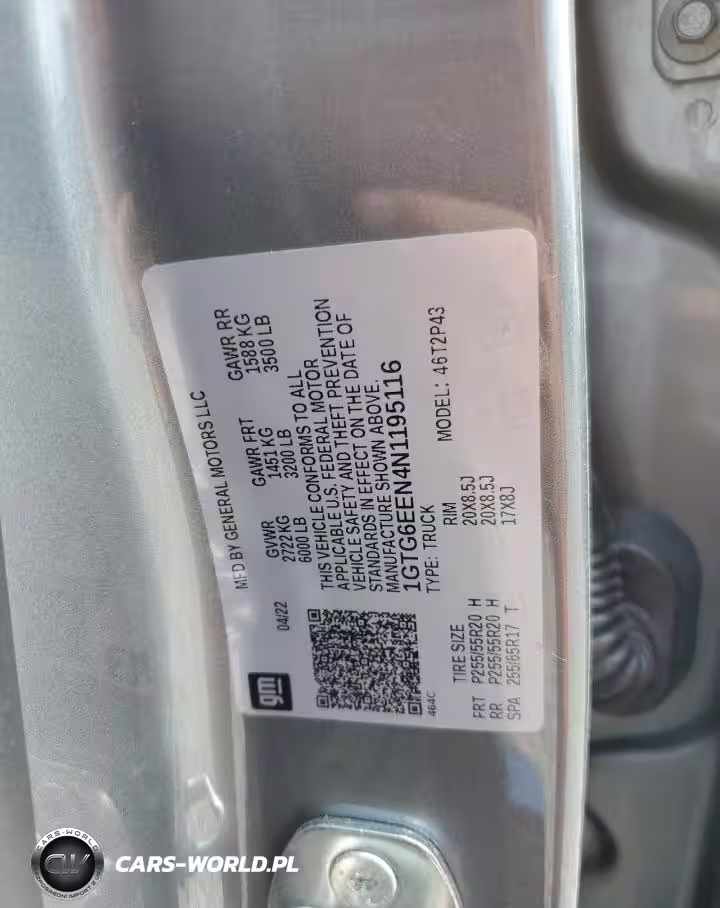 MFD BY GENERAL MOTORS LLC
gm
04/22
GVWR
2722 KG
6000 LB
GAWR FRT
1451 KG
3200 LB
GAWR RR
1588 KG
3500 LB
THIS VEHICLE CONFORMS TO ALL
APPLICABLE U.S. FEDERAL MOTOR
VEHICLE SAFETY AND THEFT PREVENTION
STANDARDS IN EFFECT ON THE DATE OF
MANUFACTURE SHOWN ABOVE.
1GTG6EEN4N1195116
TYPE: TRUCK
MODEL: 46T2P43
464C
TIRE SIZE RIM
FRT P255/55R20 H 20X8.5J
RR P255/55R20 H 20X8.5J
SPA 255/65R17 T 17X8J
CARS-WORLD
CW
CARS-WORLD.PL